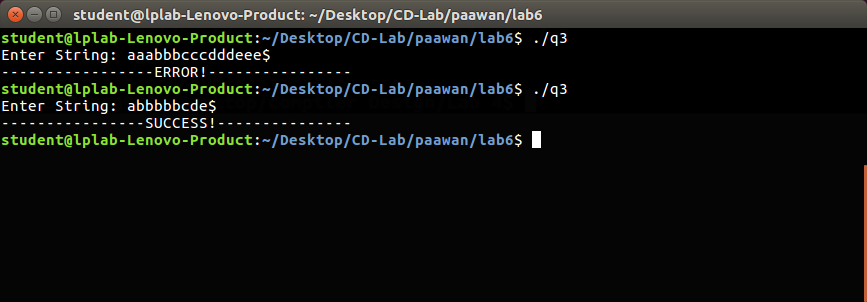 student@lplab-Lenovo-Product: ~/Desktop/CD-Lab/paawan/lab6
student@lplab-Lenovo-Product:~/Desktop/CD-Lab/paawan/lab6$ ./q3
Enter String: aaabbbcccdddeee$
-----------------ERROR!----------------
student@lplab-Lenovo-Product:~/Desktop/CD-Lab/paawan/lab6$ ./q3
Enter String: abbbbbcde$
----------------SUCCESS!---------------
student@lplab-Lenovo-Product:~/Desktop/CD-Lab/paawan/lab6$